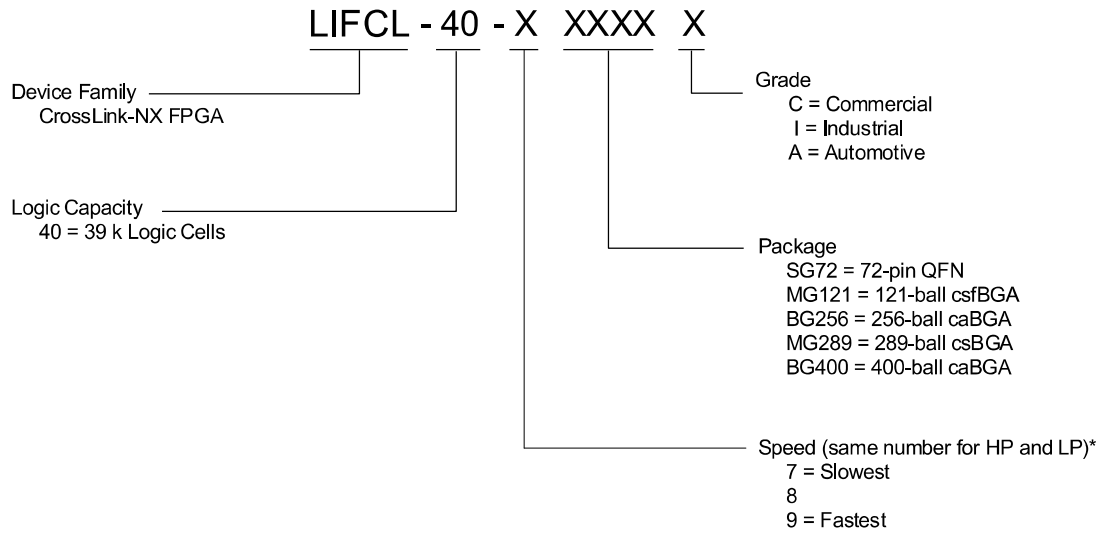 LIFCL - 40 - X XXXX X
Device Family
CrossLink-NX FPGA
Logic Capacity
40 = 39 k Logic Cells
Grade
C = Commercial
I = Industrial
A = Automotive
Package
SG72 = 72-pin QFN
MG121 = 121-ball csfBGA
BG256 = 256-ball caBGA
MG289 = 289-ball csBGA
BG400 = 400-ball caBGA
Speed (same number for HP and LP)*
7 = Slowest
8
9 = Fastest